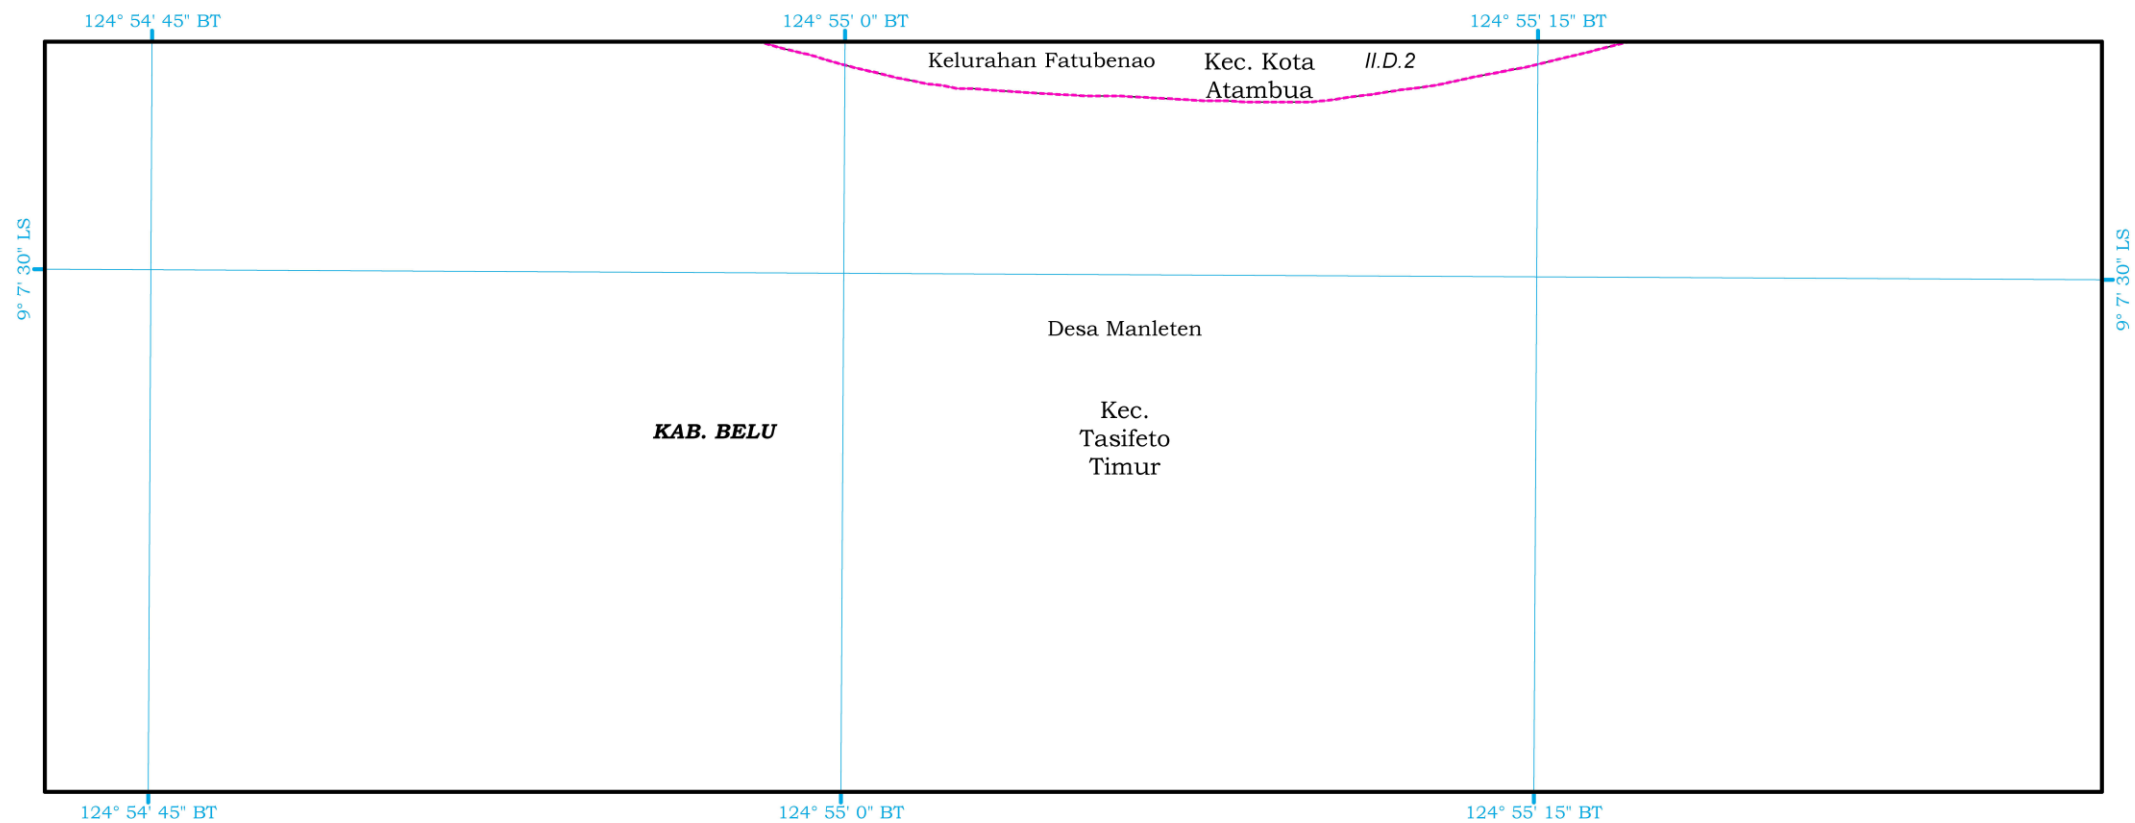 124° 54' 45" BT
124° 55' 0" BT
124° 55' 15" BT
Kelurahan Fatubenao
Kec. Kota
Atambua
II.D.2
9° 7' 30" LS
9° 7' 30" LS
Desa Manleten
KAB. BELU
Kec.
Tasifeto
Timur
124° 54' 45" BT
124° 55' 0" BT
124° 55' 15" BT